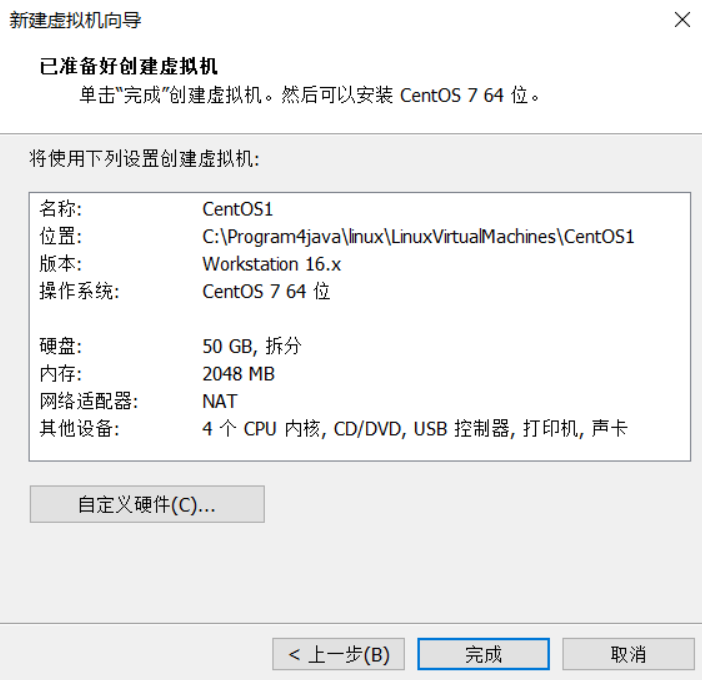 新建虚拟机向导
已准备好创建虚拟机
单击“完成”创建虚拟机。然后可以安装 CentOS 7 64 位。
将使用下列设置创建虚拟机:
名称: CentOS1
位置: C:\Program4java\linux\LinuxVirtualMachines\CentOS1
版本: Workstation 16.x
操作系统: CentOS 7 64 位
硬盘: 50 GB, 拆分
内存: 2048 MB
网络适配器: NAT
其他设备: 4 个 CPU 内核, CD/DVD, USB 控制器, 打印机, 声卡
自定义硬件(C)...
< 上一步(B) 完成 取消